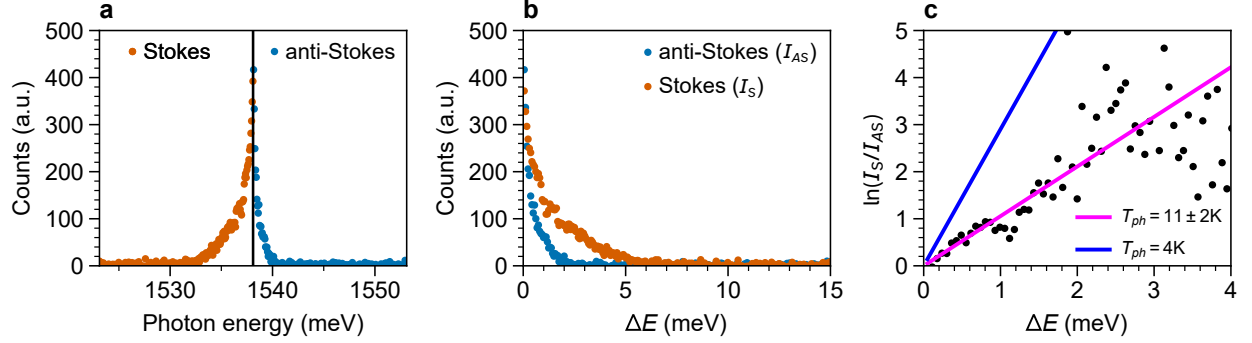 a
500
400
300
200
100
0
Counts (a.u.)
Stokes
anti-Stokes
1530
1540
1550
Photon energy (meV)
b
500
400
300
200
100
0
Counts (a.u.)
anti-Stokes (I_AS)
Stokes (I_S)
0
5
10
15
ΔE (meV)
c
5
4
3
2
1
0
ln(I_S/I_AS)
T_ph = 11 ± 2K
T_ph = 4K
0
1
2
3
4
ΔE (meV)